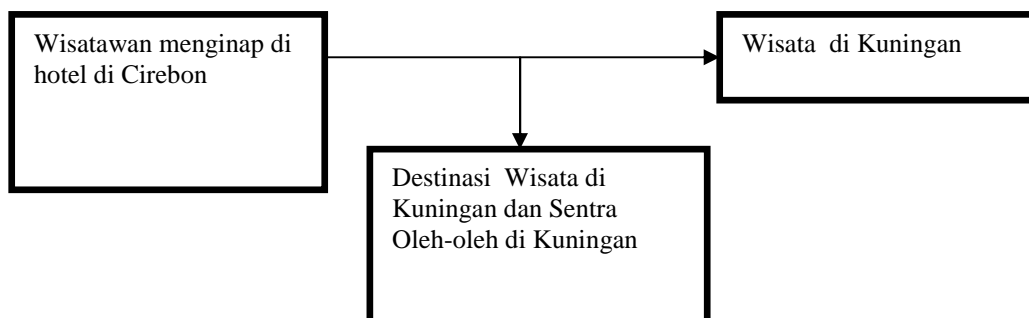 Wisatawan menginap di
hotel di Cirebon
Wisata  di Kuningan
Destinasi  Wisata di
Kuningan dan Sentra
Oleh-oleh di Kuningan